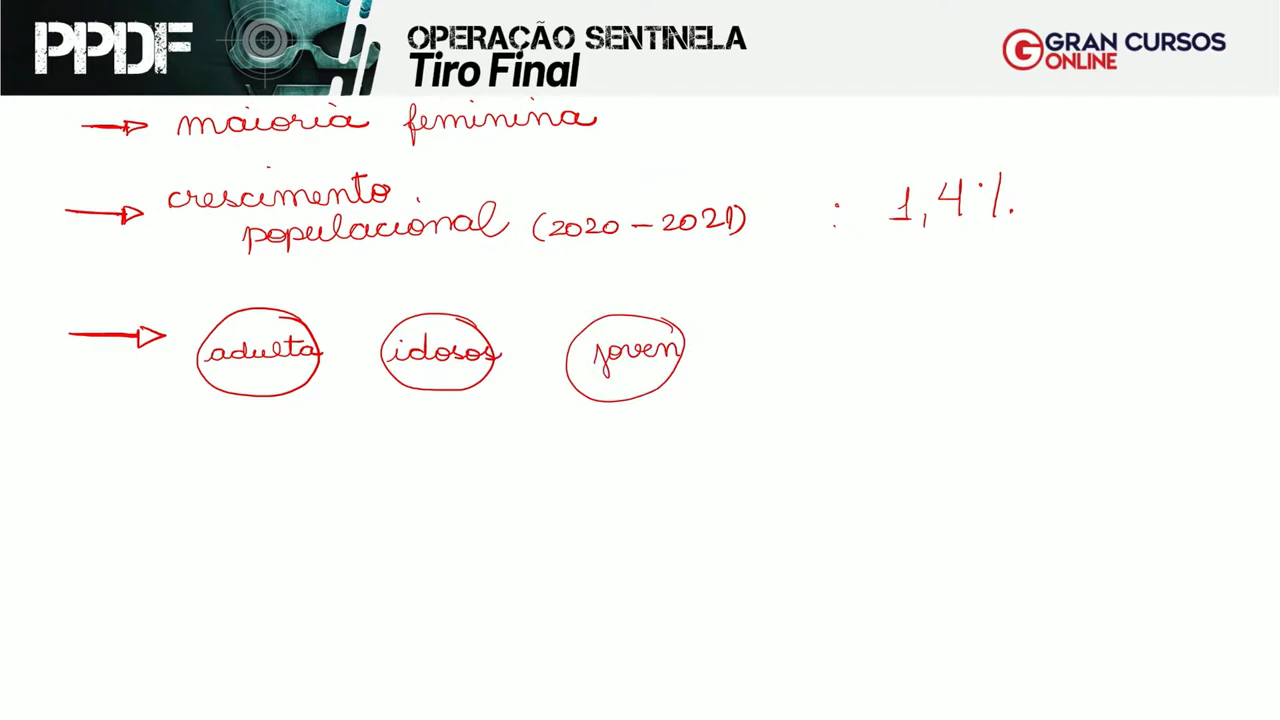 PPDF
OPERAÇÃO SENTINELA
Tiro Final
GRAN CURSOS
ONLINE
maioria feminina
crescimento
populacional (2020 - 2021) : 1,4%
adulta idosos jovem